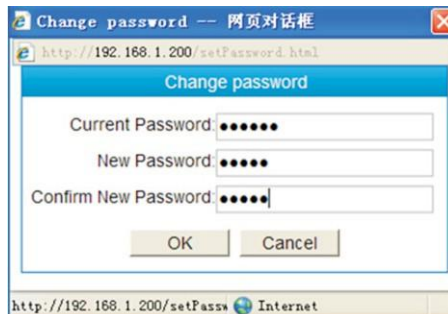 Change password -- 网页对话框
http://192.168.1.200/setPassword.html
Change password
Current Password: ••••••
New Password: •••••
Confirm New Password: •••••
OK Cancel
http://192.168.1.200/setPassw Internet